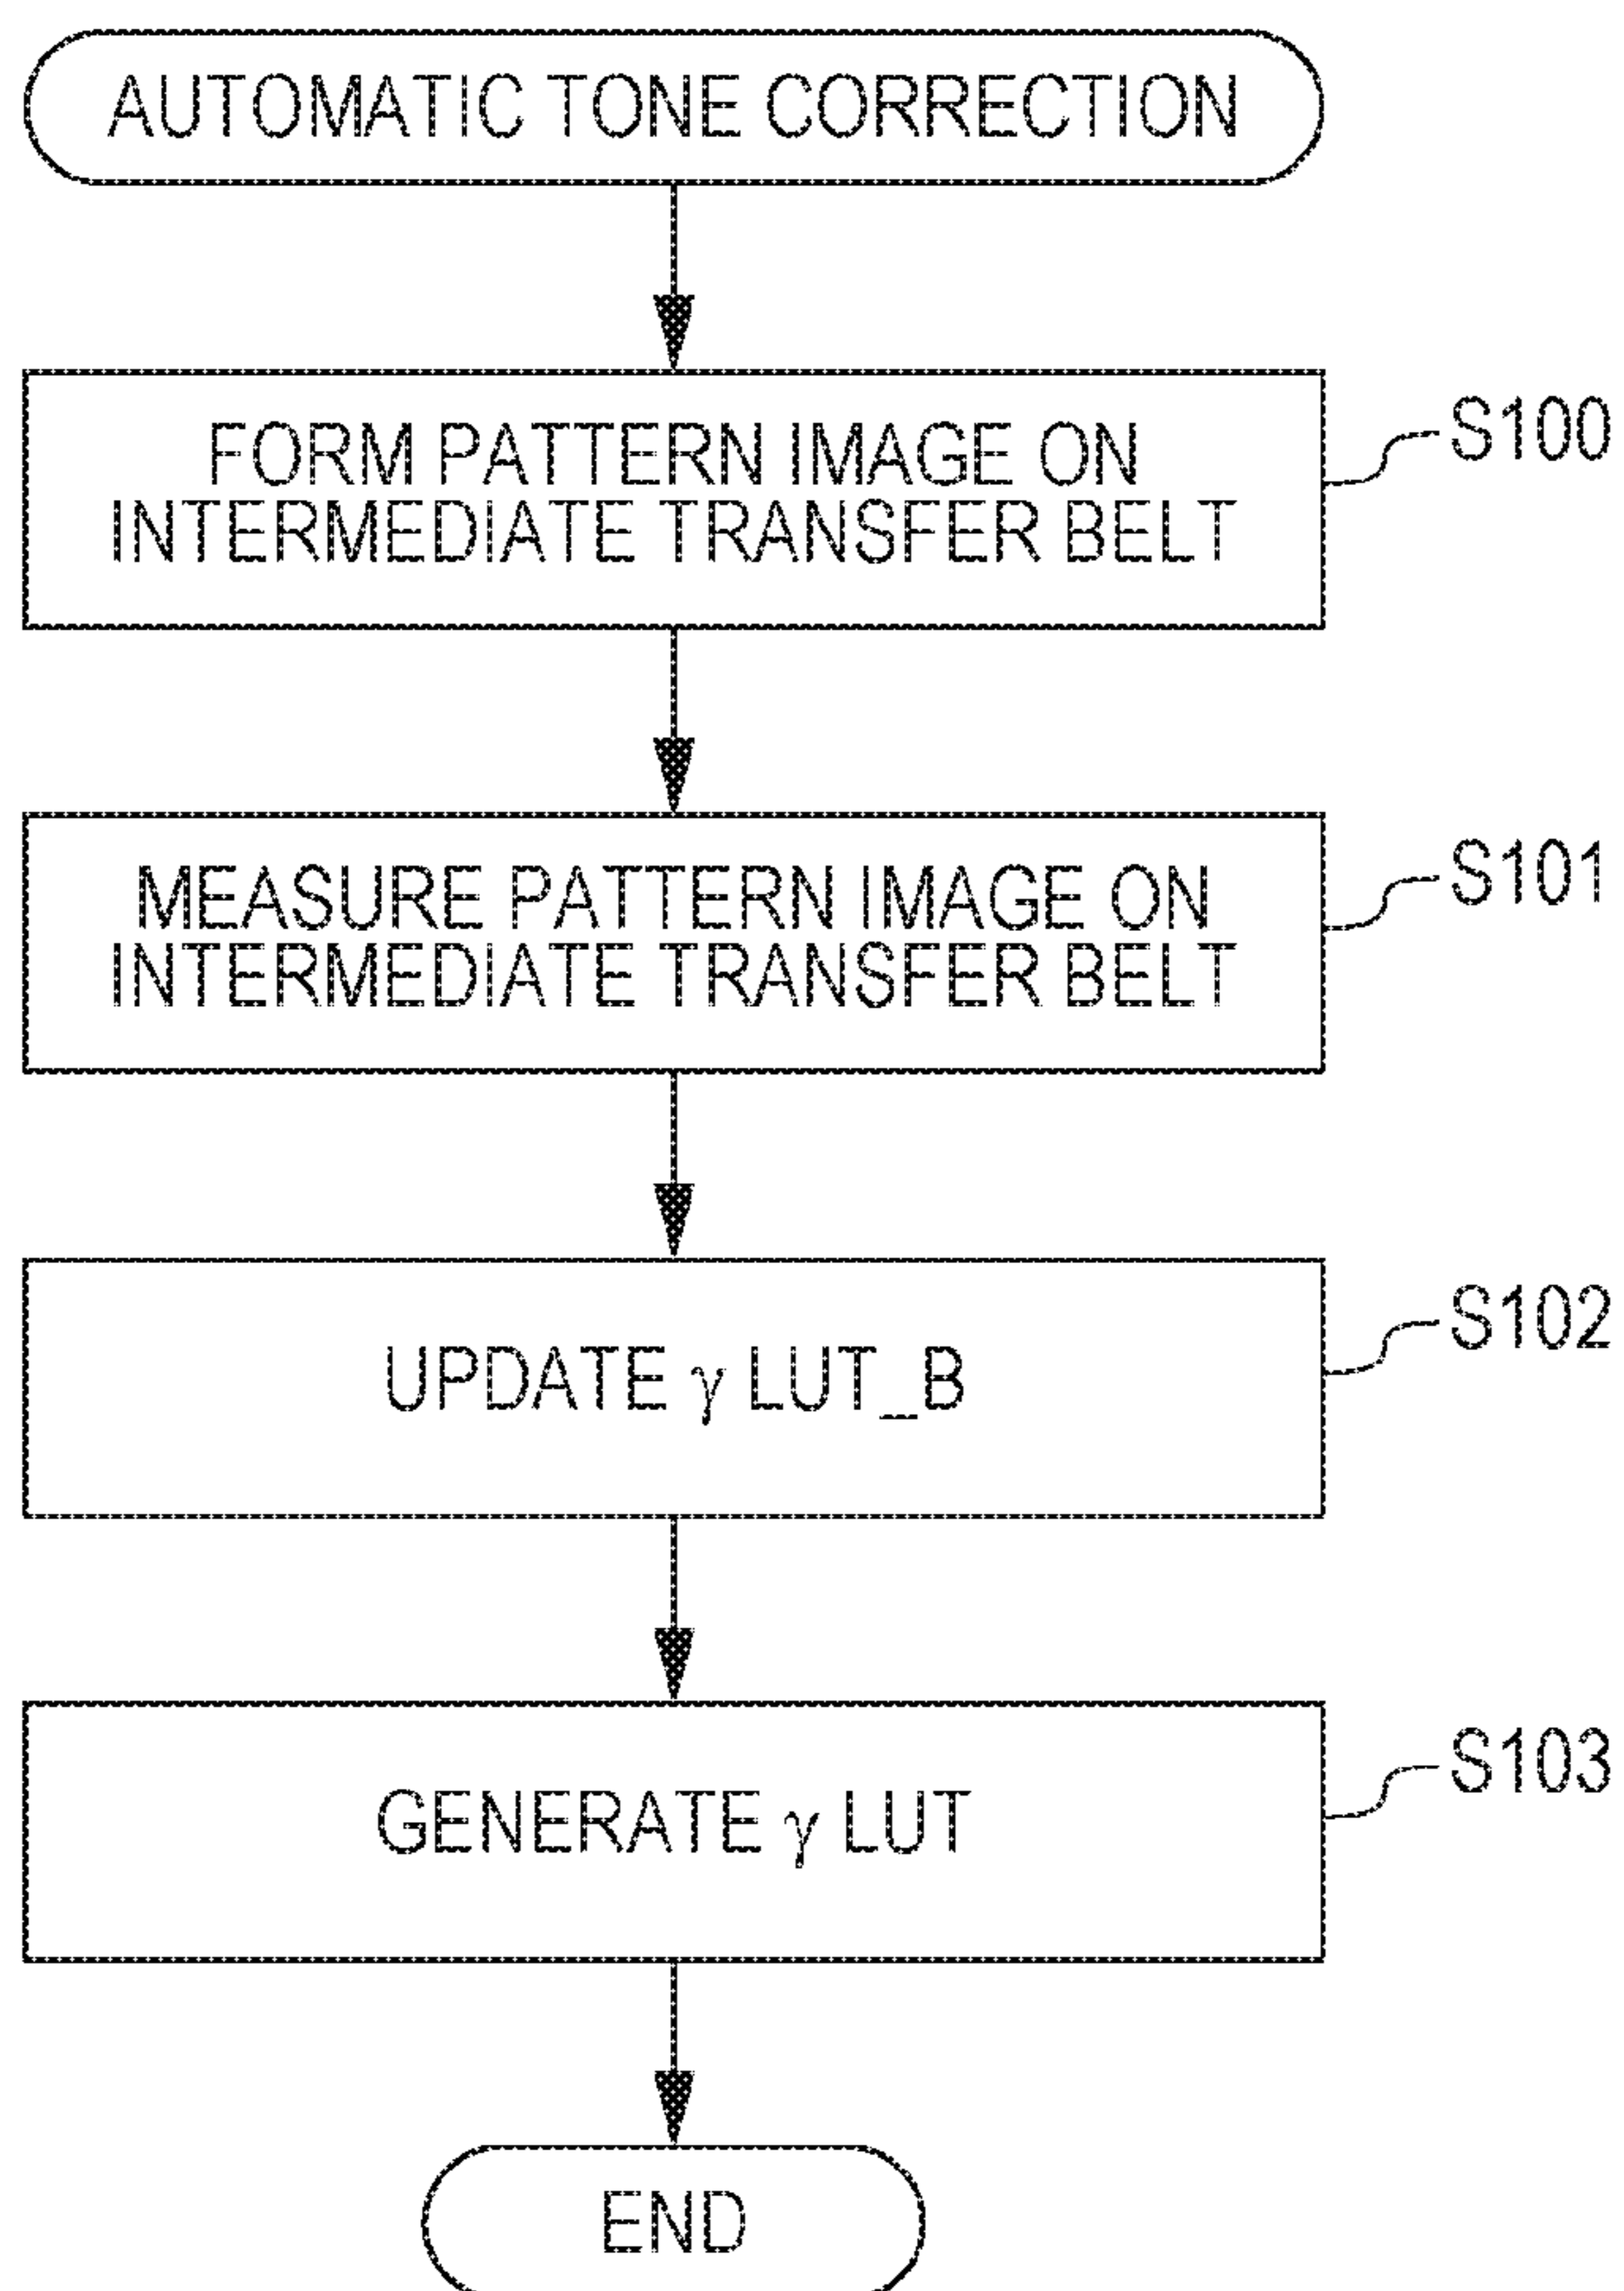 AUTOMATIC TONE CORRECTION
FORM PATTERN IMAGE ON
INTERMEDIATE TRANSFER BELT
S100
MEASURE PATTERN IMAGE ON
INTERMEDIATE TRANSFER BELT
S101
UPDATE γ LUT_B
S102
GENERATE γ LUT
S103
END